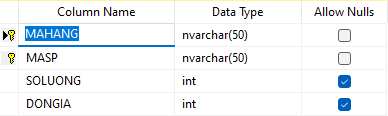 Column Name Data Type Allow Nulls
MAHANG nvarchar(50)
MASP nvarchar(50)
SOLUONG int
DONGIA int